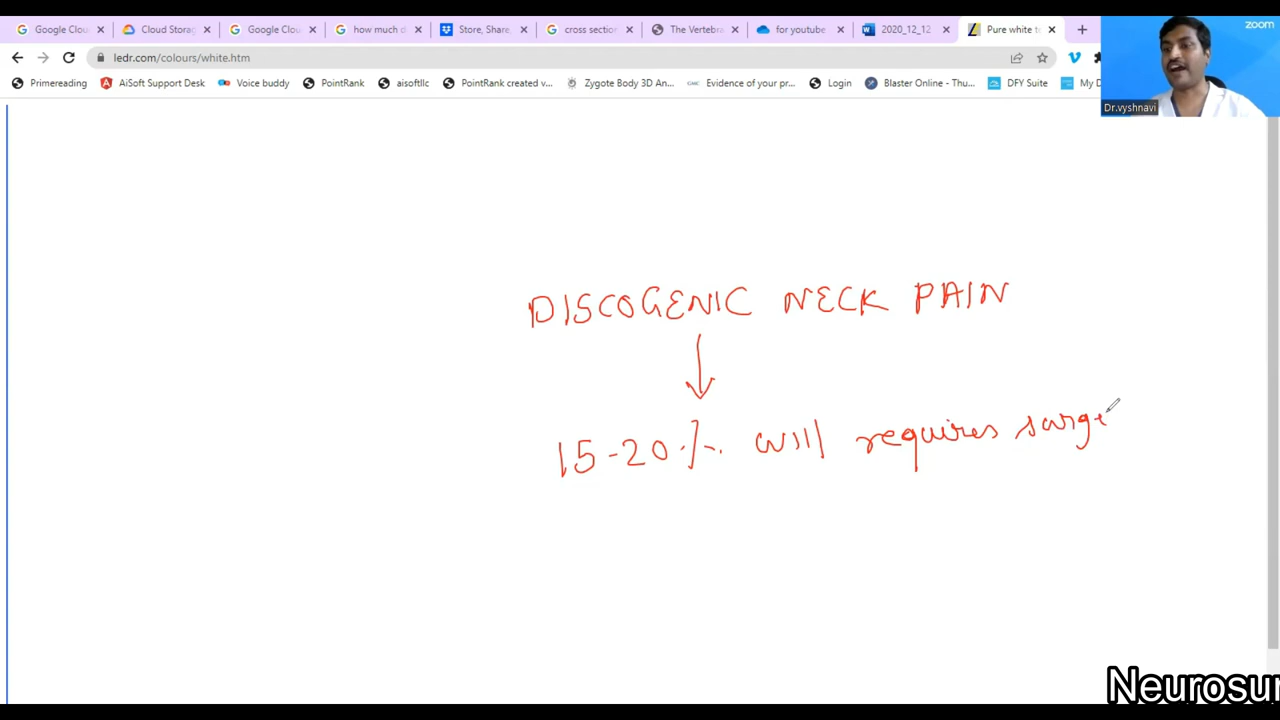 Google Clou
Cloud Storag
Google Clou
how much d
Store, Share,
cross section
The Vertebra
for youtube.
2020_12_12
Pure white te
zoom
ledr.com/colours/white.htm
Primereading
AiSoft Support Desk
Voice buddy
PointRank
aisoftllc
PointRank created v...
Zygote Body 3D An...
Evidence of your pr...
Login
Blaster Online - Thu...
DFY Suite
My D
Dr.vyshnavi
DISCOGENIC NECK PAIN
15-20% will requires surge
Neurosur